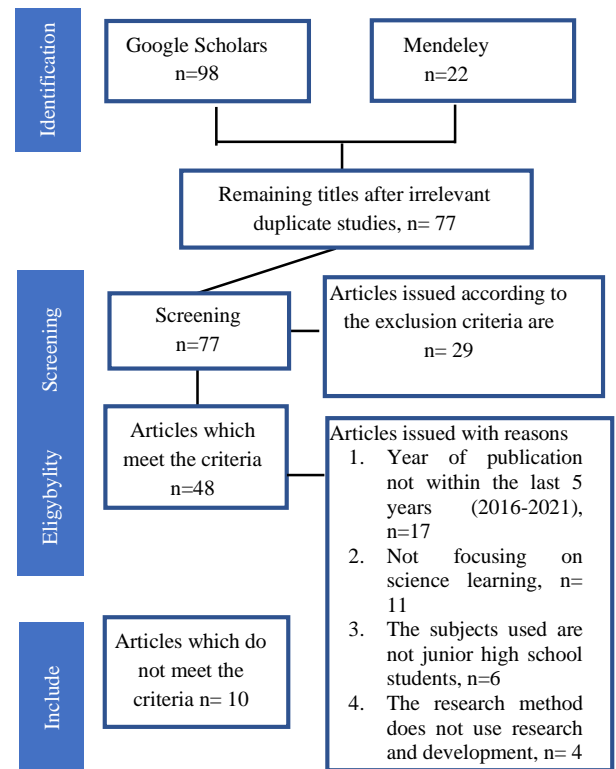 Identification
Google Scholars
n=98
Mendeley
n=22
Remaining titles after irrelevant
duplicate studies, n= 77
Screening
Screening
n=77
Articles issued according to
the exclusion criteria are
n= 29
Eligybylity
Articles which
meet the criteria
n=48
Articles issued with reasons
1. Year of publication
not within the last 5
years (2016-2021),
n=17
2. Not focusing on
science learning, n=
11
3. The subjects used are
not junior high school
students, n=6
4. The research method
does not use research
and development, n= 4
Include
Articles which do
not meet the
criteria n= 10